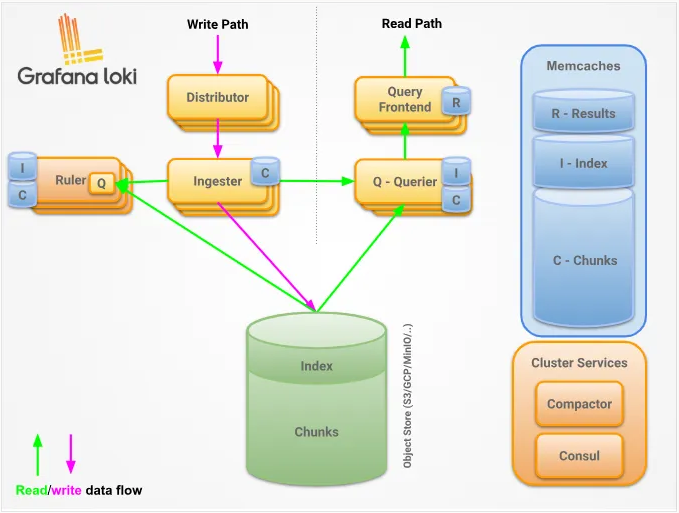 Grafana loki
Write Path
Read Path
Distributor
Query
Frontend
R
I
C
Ruler
Q
Ingester
C
Q - Querier
I
C
Index
Chunks
Object Store (S3/GCP/MiniO/..)
Memcaches
R - Results
I - Index
C - Chunks
Cluster Services
Compactor
Consul
Read/write data flow